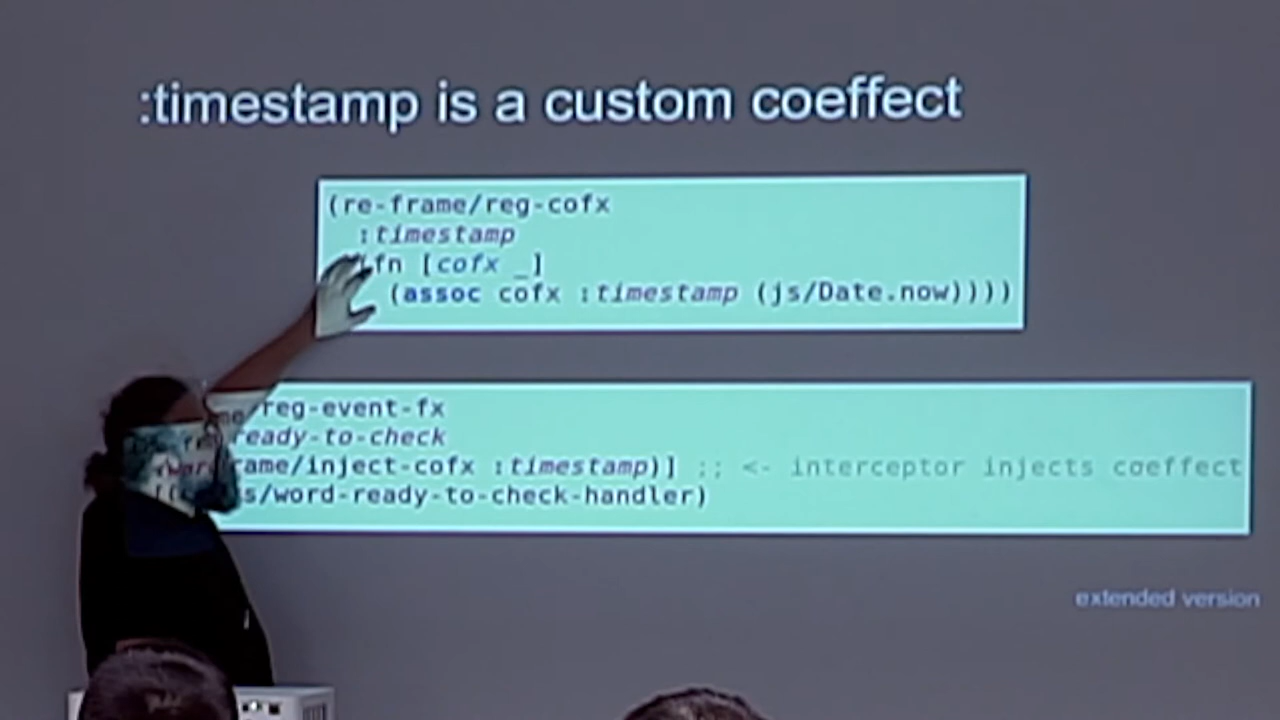 :timestamp is a custom coeffect
(re-frame/reg-cofx
:timestamp
fn [cofx _]
(assoc cofx :timestamp (js/Date.now))))
/reg-event-fx
ready-to-check
rame/inject-cofx :timestamp)] ;; <- interceptor injects coeffect
s/word-ready-to-check-handler)
extended version